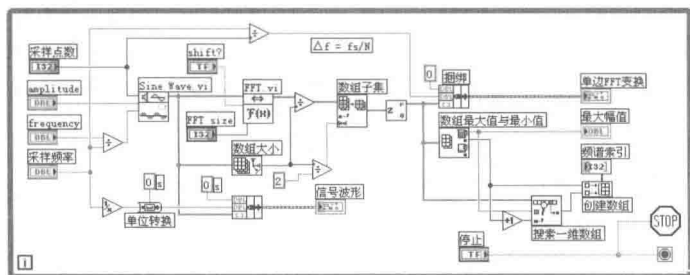 采样点数
I32
amplitude
DBL
frequency
DBL
采样频率
DBL
Sine Wave.vi
shift?
TF
FFT.vi
F{H}
FFT size
I32
数组大小
2
0 s
单位转换
0 s
信号波形
Δf = fs/N
数组子集
0
捆绑
单边FFT变换
数组最大值与最小值
最大幅值
DBL
频谱索引
I32
创建数组
+1
搜索一维数组
停止
TF
STOP
i